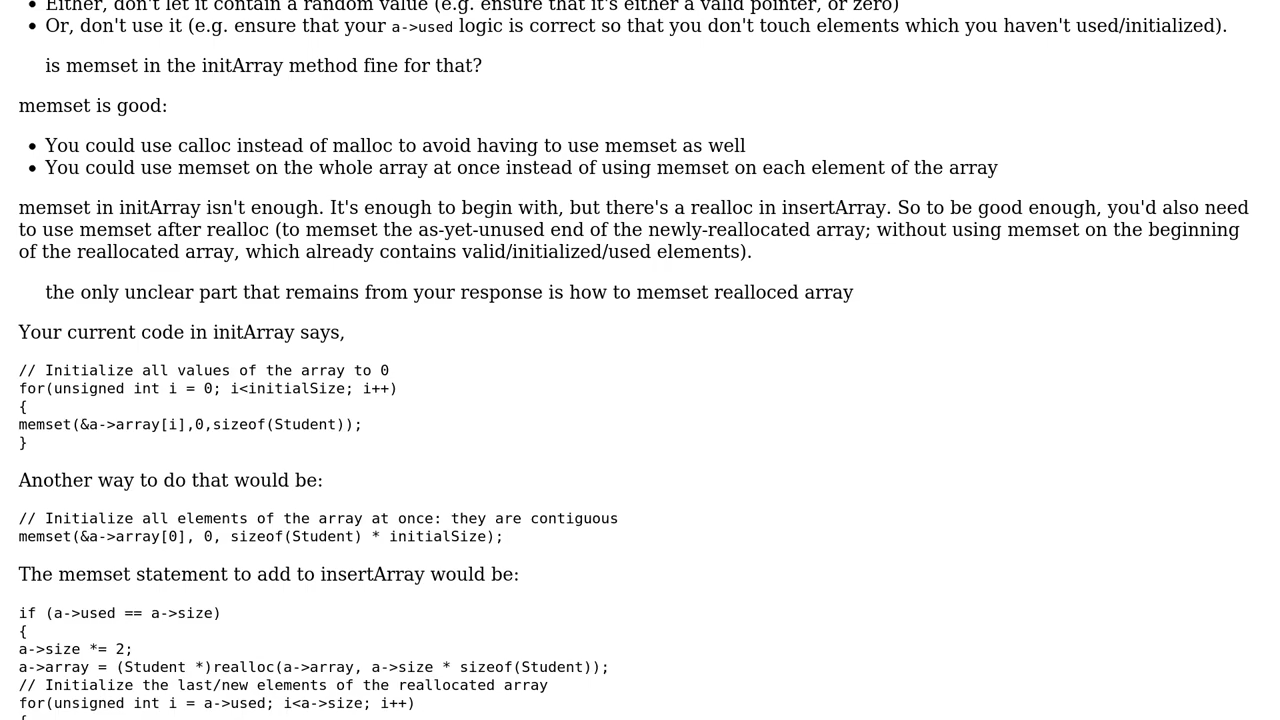 Either, don't let it contain a random value (e.g. ensure that it's either a valid pointer, or zero)
Or, don't use it (e.g. ensure that your a->used logic is correct so that you don't touch elements which you haven't used/initialized).
is memset in the initArray method fine for that?
memset is good:
You could use calloc instead of malloc to avoid having to use memset as well
You could use memset on the whole array at once instead of using memset on each element of the array
memset in initArray isn't enough. It's enough to begin with, but there's a realloc in insertArray. So to be good enough, you'd also need
to use memset after realloc (to memset the as-yet-unused end of the newly-reallocated array; without using memset on the beginning
of the reallocated array, which already contains valid/initialized/used elements).
the only unclear part that remains from your response is how to memset realloced array
Your current code in initArray says,
// Initialize all values of the array to 0
for(unsigned int i = 0; i<initialSize; i++)
{
memset(&a->array[i],0,sizeof(Student));
}
Another way to do that would be:
// Initialize all elements of the array at once: they are contiguous
memset(&a->array[0], 0, sizeof(Student) * initialSize);
The memset statement to add to insertArray would be:
if (a->used == a->size)
{
a->size *= 2;
a->array = (Student *)realloc(a->array, a->size * sizeof(Student));
// Initialize the last/new elements of the reallocated array
for(unsigned int i = a->used; i<a->size; i++)
{